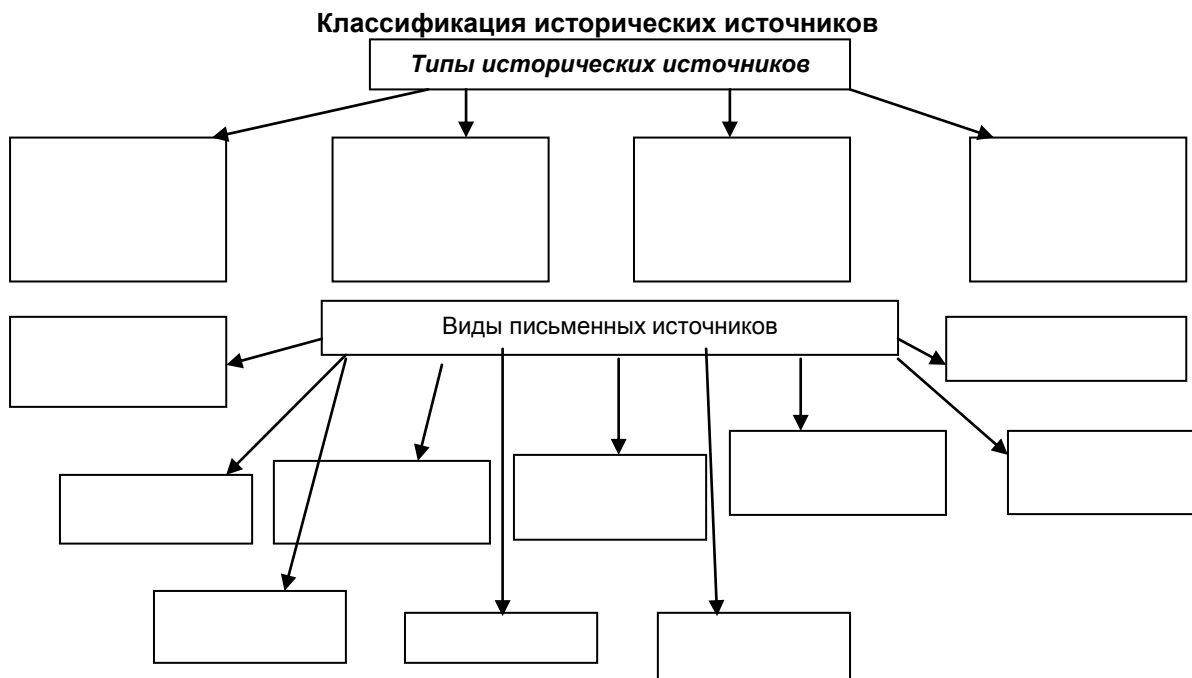 Классификация исторических источников
Типы исторических источников
Виды письменных источников